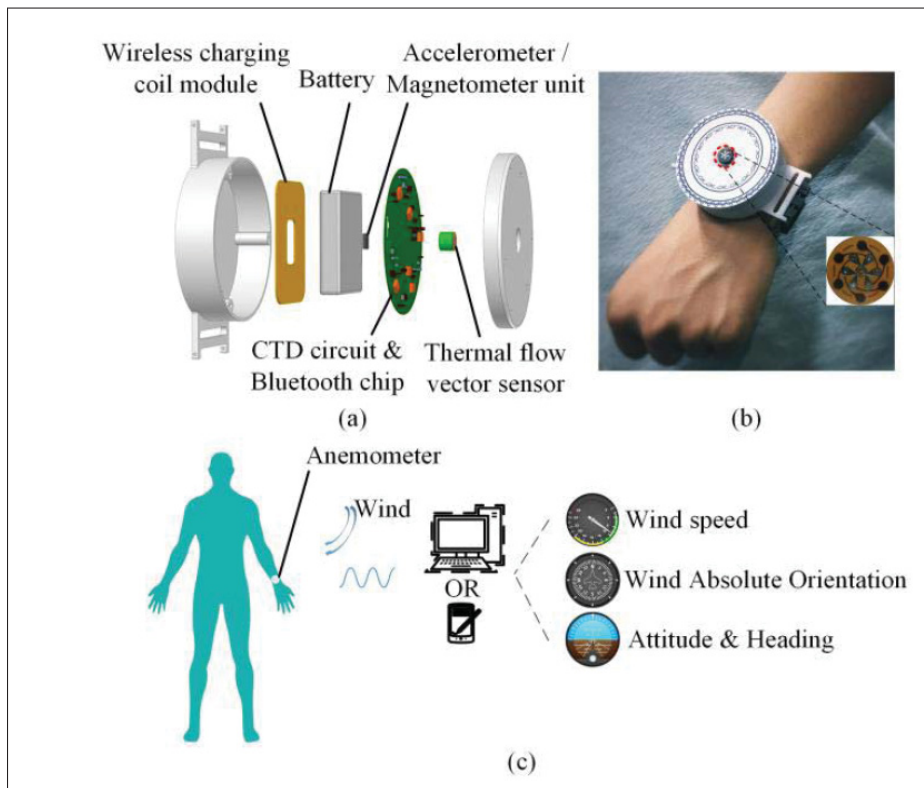 Wireless charging
coil module
Battery
Accelerometer /
Magnetometer unit
CTD circuit &
Bluetooth chip
Thermal flow
vector sensor
(a)
(b)
Anemometer
Wind
OR
Wind speed
Wind Absolute Orientation
Attitude & Heading
(c)